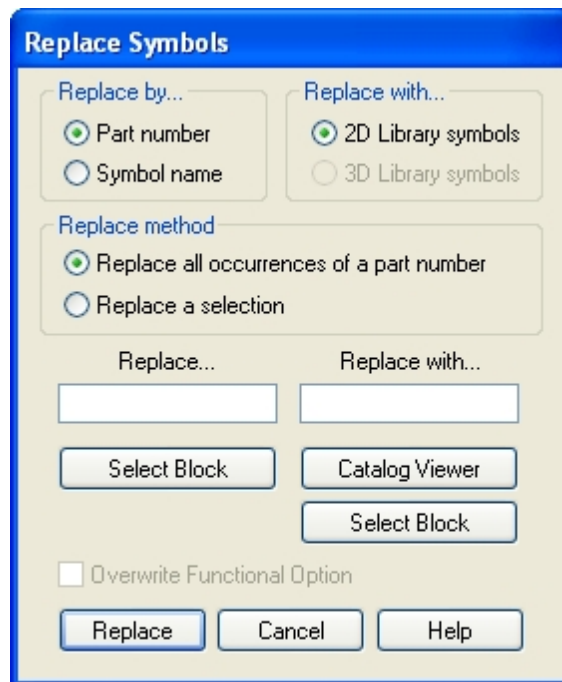 Replace Symbols
Replace by...
Part number
Symbol name
Replace with...
2D Library symbols
3D Library symbols
Replace method
Replace all occurrences of a part number
Replace a selection
Replace...
Replace with...
Select Block
Catalog Viewer
Select Block
Overwrite Functional Option
Replace
Cancel
Help